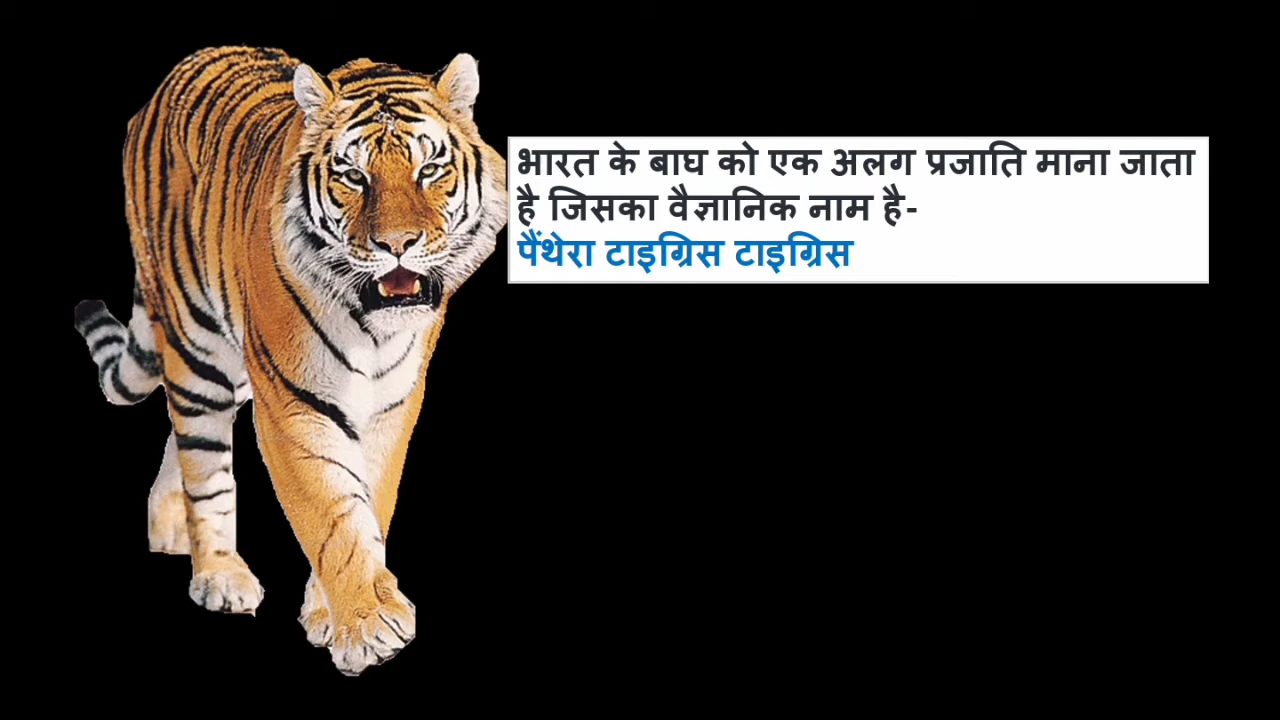 भारत के बाघ को एक अलग प्रजाति माना जाता
है जिसका वैज्ञानिक नाम है-
पैंथेरा टाइग्रिस टाइग्रिस